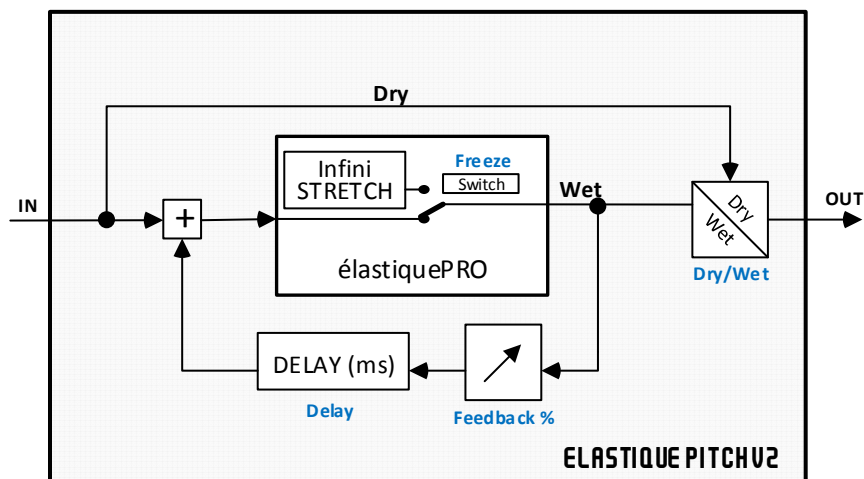 Dry
Infini
STRETCH
Freeze
Switch
Wet
IN
+
OUT
Dry
Wet
Dry/Wet
élastiquePRO
DELAY (ms)
Delay
Feedback %
ELASTIQUE PITCH V2